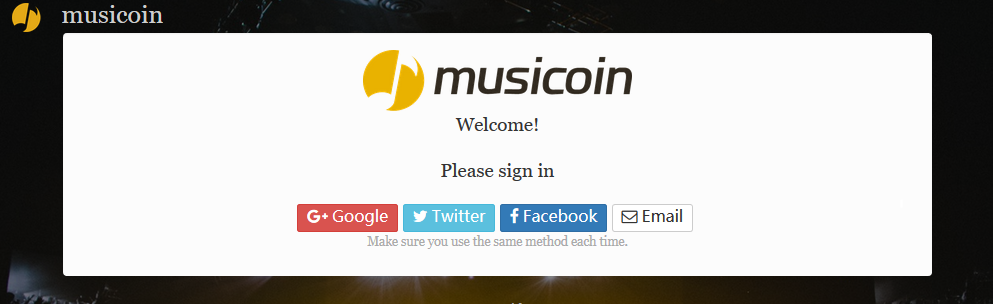 musicoin
musicoin
Welcome!
Please sign in
G+ Google Twitter Facebook Email
Make sure you use the same method each time.